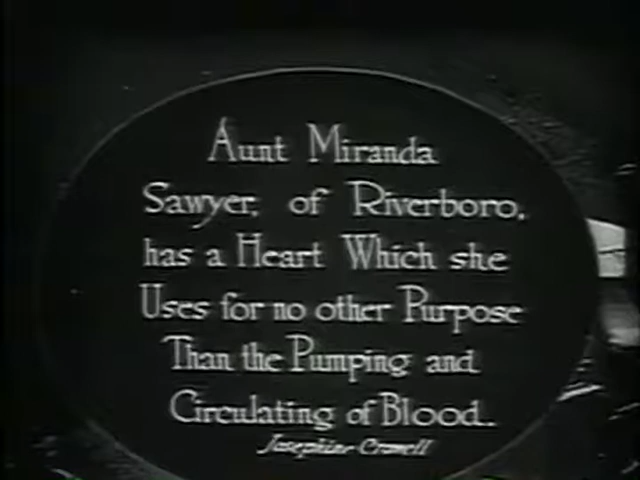 Aunt Miranda
Sawyer, of Riverboro,
has a Heart Which she
Uses for no other Purpose
Than the Pumping and
Circulating of Blood..
Josephine Crowell